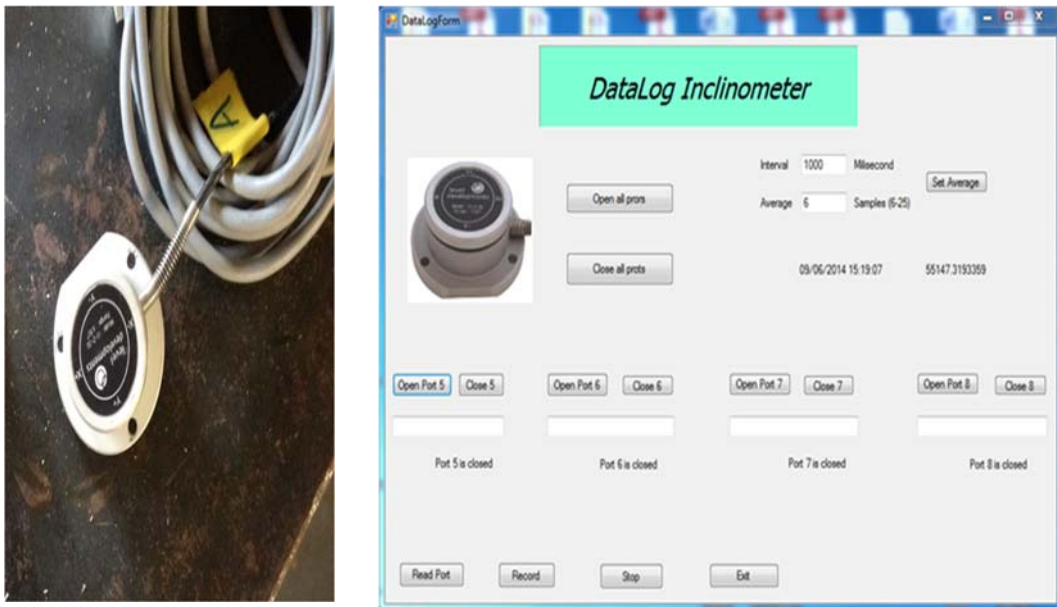 A
level
developments
DataLogForm
DataLog Inclinometer
Interval 1000 Milisecond
Set Average
Open all prors
Average 6 Samples (6-25)
Close all prots
09/06/2014 15:19:07 55147.3193359
Open Port 5 Close 5 Open Port 6 Close 6 Open Port 7 Close 7 Open Port 8 Close 8
Port 5 is closed Port 6 is closed Port 7 is closed Port 8 is closed
Read Port Record Stop Exit